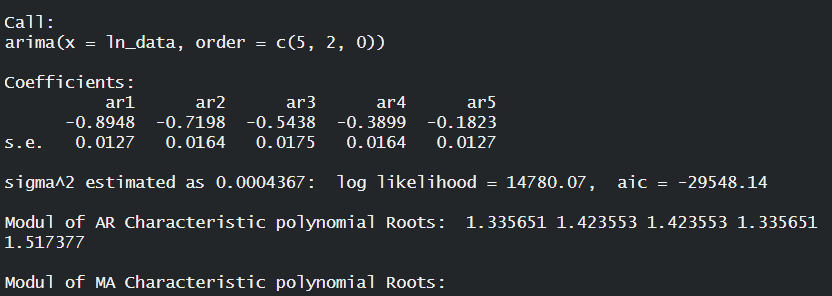 Call:
arima(x = ln_data, order = c(5, 2, 0))
Coefficients:
ar1 ar2 ar3 ar4 ar5
-0.8948 -0.7198 -0.5438 -0.3899 -0.1823
s.e. 0.0127 0.0164 0.0175 0.0164 0.0127
sigma^2 estimated as 0.0004367: log likelihood = 14780.07, aic = -29548.14
Modul of AR Characteristic polynomial Roots: 1.335651 1.423553 1.423553 1.335651
1.517377
Modul of MA Characteristic polynomial Roots: